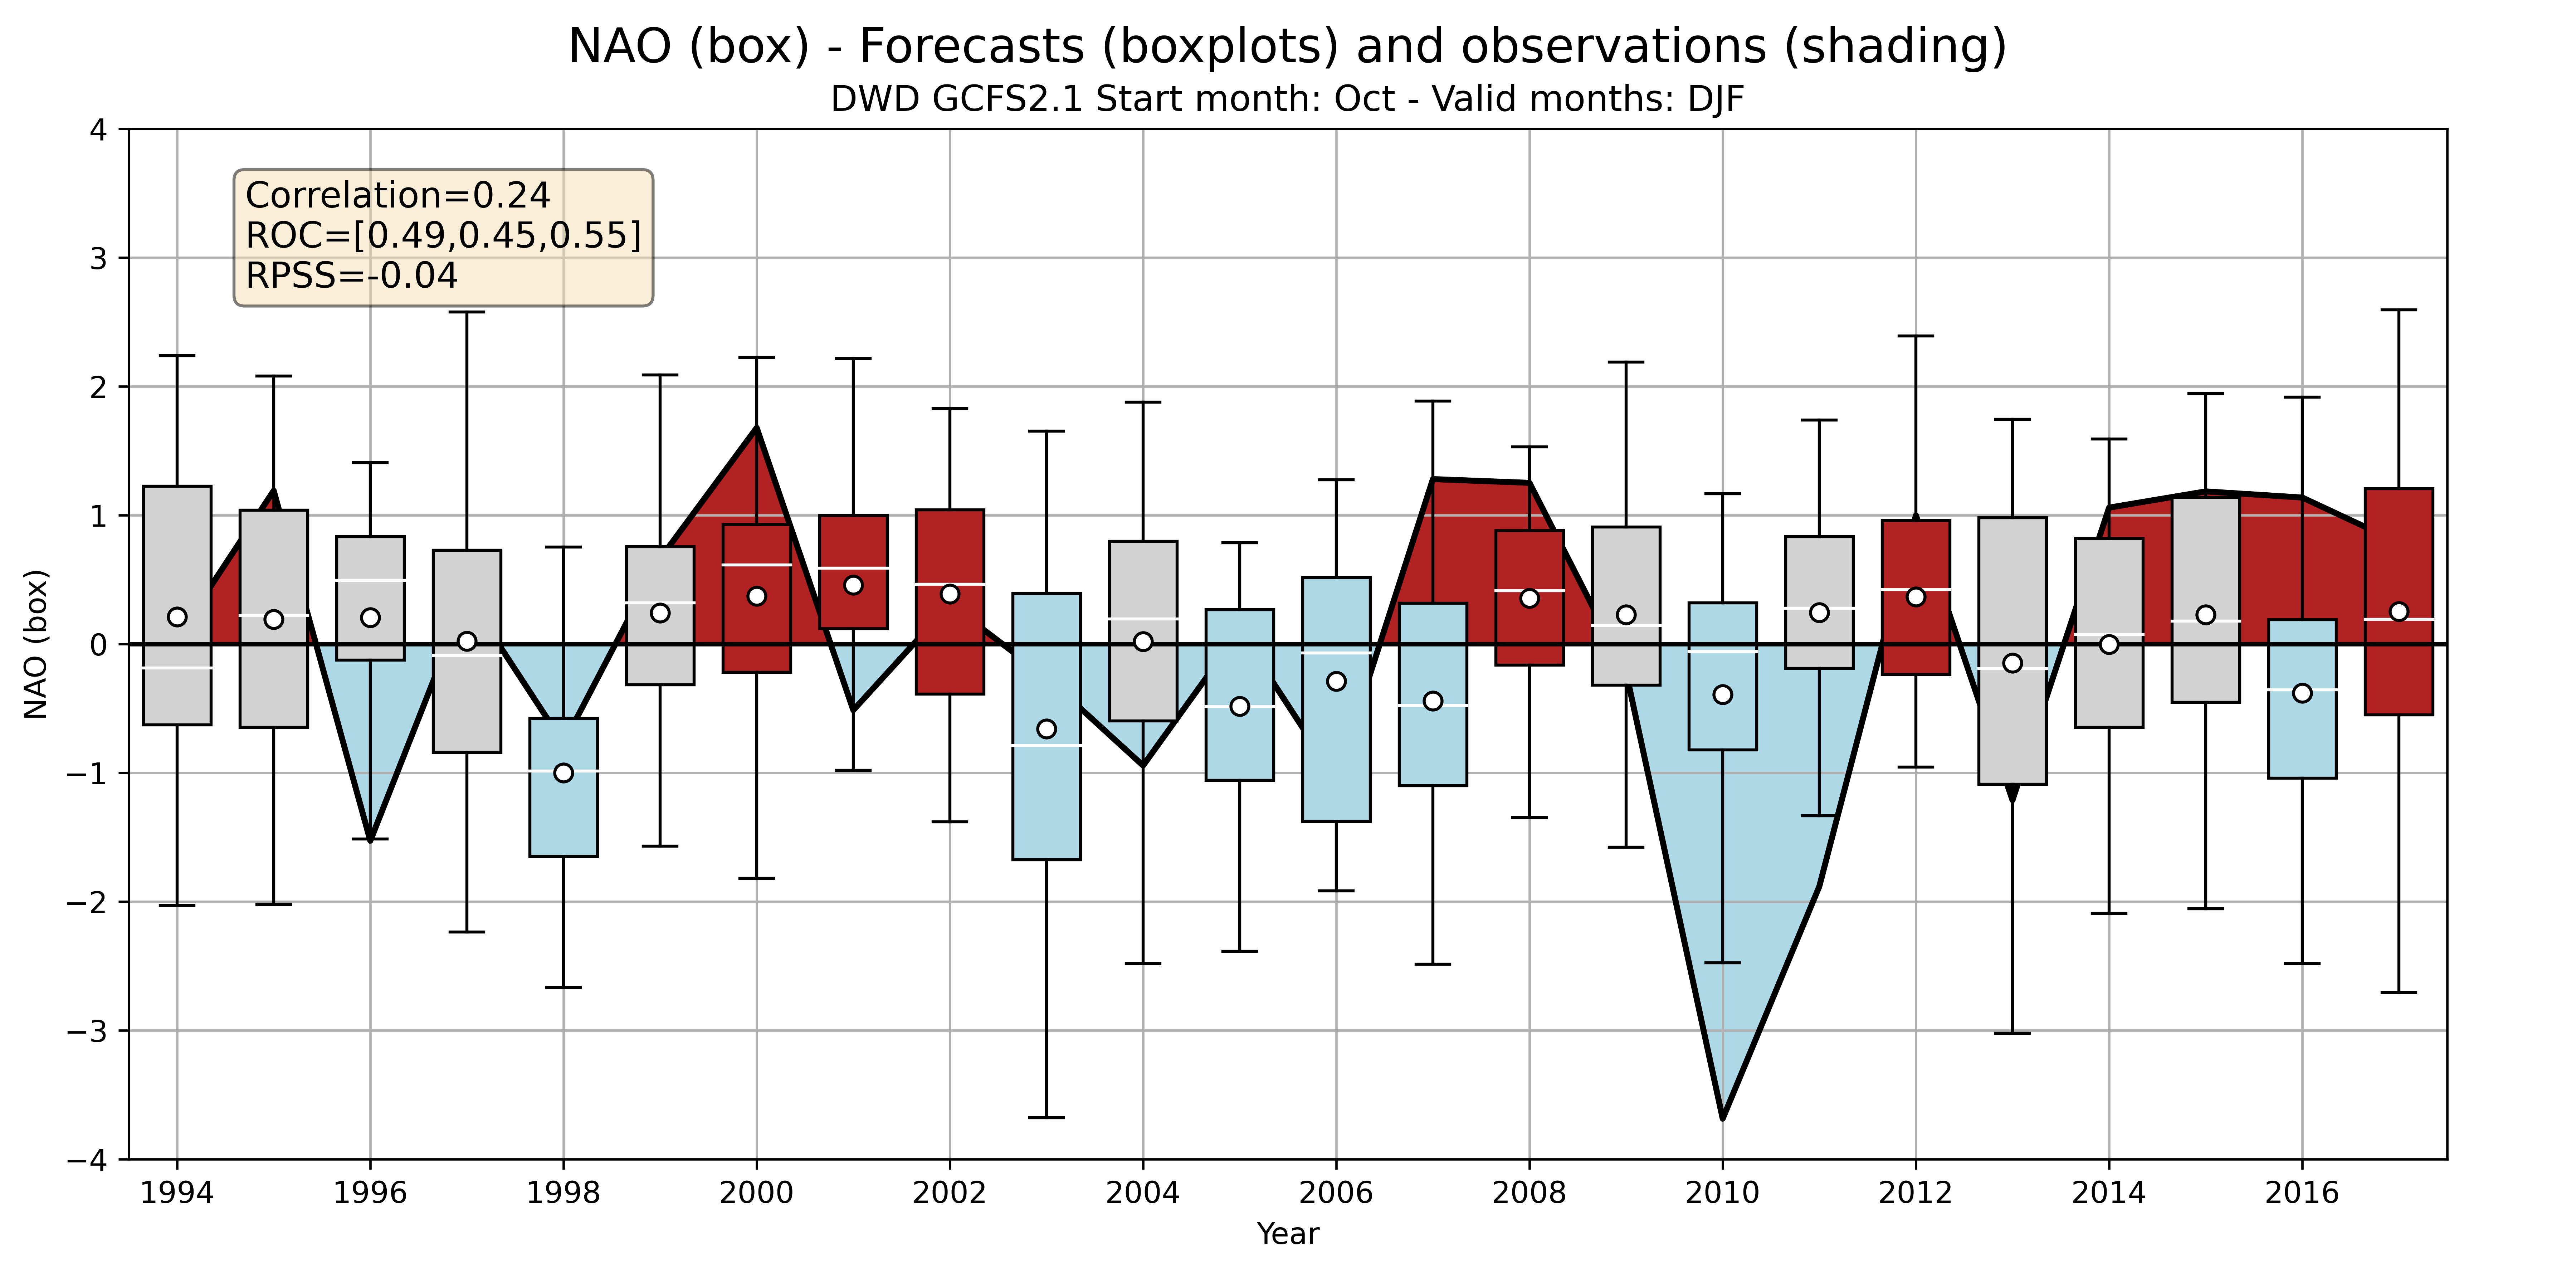 NAO (box) - Forecasts (boxplots) and observations (shading)
DWD GCFS2.1 Start month: Oct - Valid months: DJF
Correlation=0.24
ROC=[0.49,0.45,0.55]
RPSS=-0.04
NAO (box)
4
3
2
1
0
−1
−2
−3
−4
1994 1996 1998 2000 2002 2004 2006 2008 2010 2012 2014 2016
Year